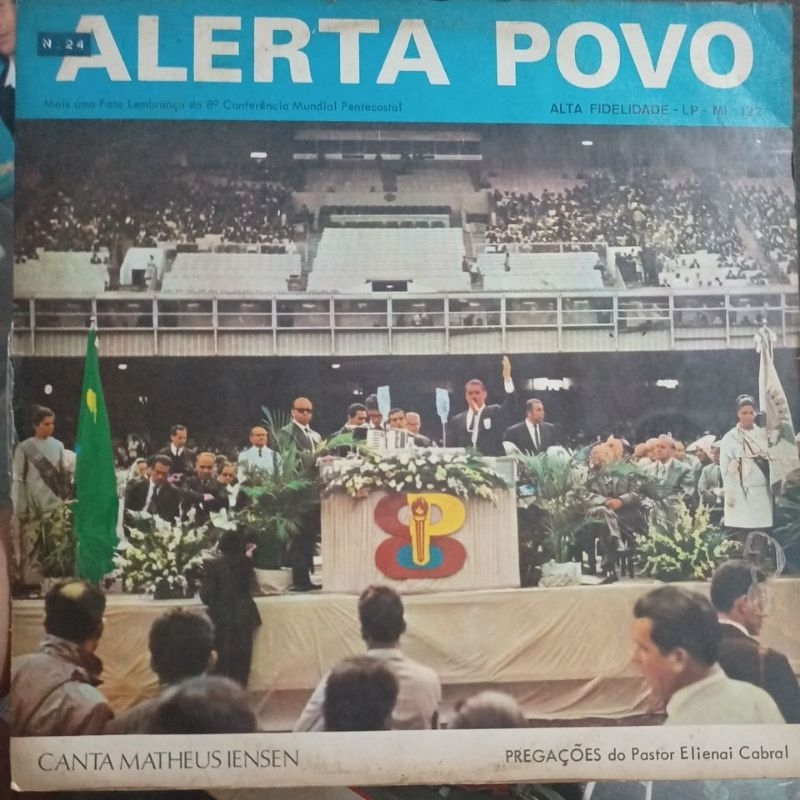 N. 24
ALERTA POVO
Mais uma Foto Lembrança da 8ª Conferência Mundial Pentecostal
ALTA FIDELIDADE - LP - MI - 122
8
CANTA MATHEUS IENSEN
PREGAÇÕES do Pastor Elienai Cabral